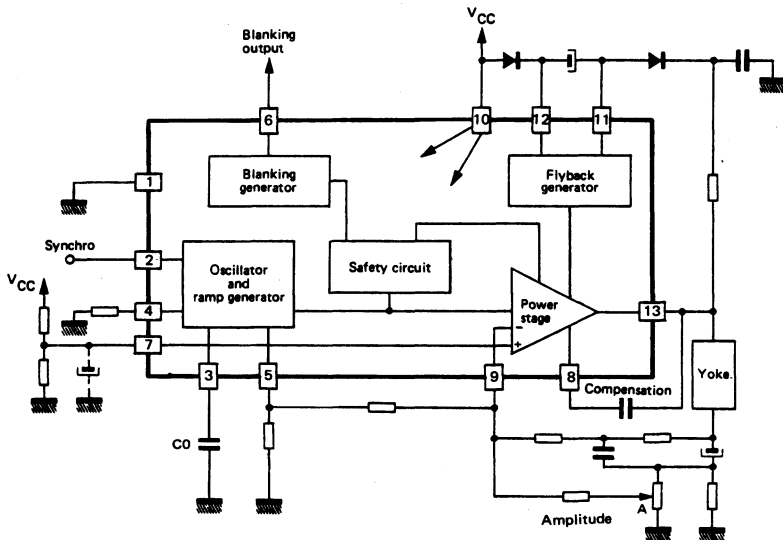 VCC
Blanking
output
6
10
12
11
Blanking
generator
Flyback
generator
1
Synchro
2
Oscillator
and
ramp generator
Safety circuit
VCC
4
Power
stage
13
7
-
+
3
5
9
8
Compensation
Yoke.
C0
Amplitude
A